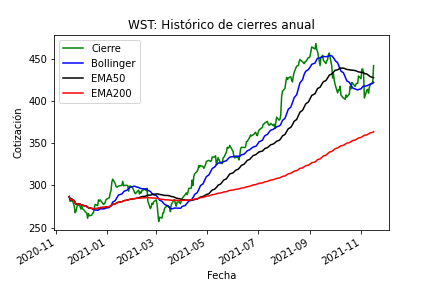 WST: Histórico de cierres anual
Cierre
Bollinger
EMA50
EMA200
Cotización
450
400
350
300
250
2020-11
2021-01
2021-03
2021-05
2021-07
2021-09
2021-11
Fecha